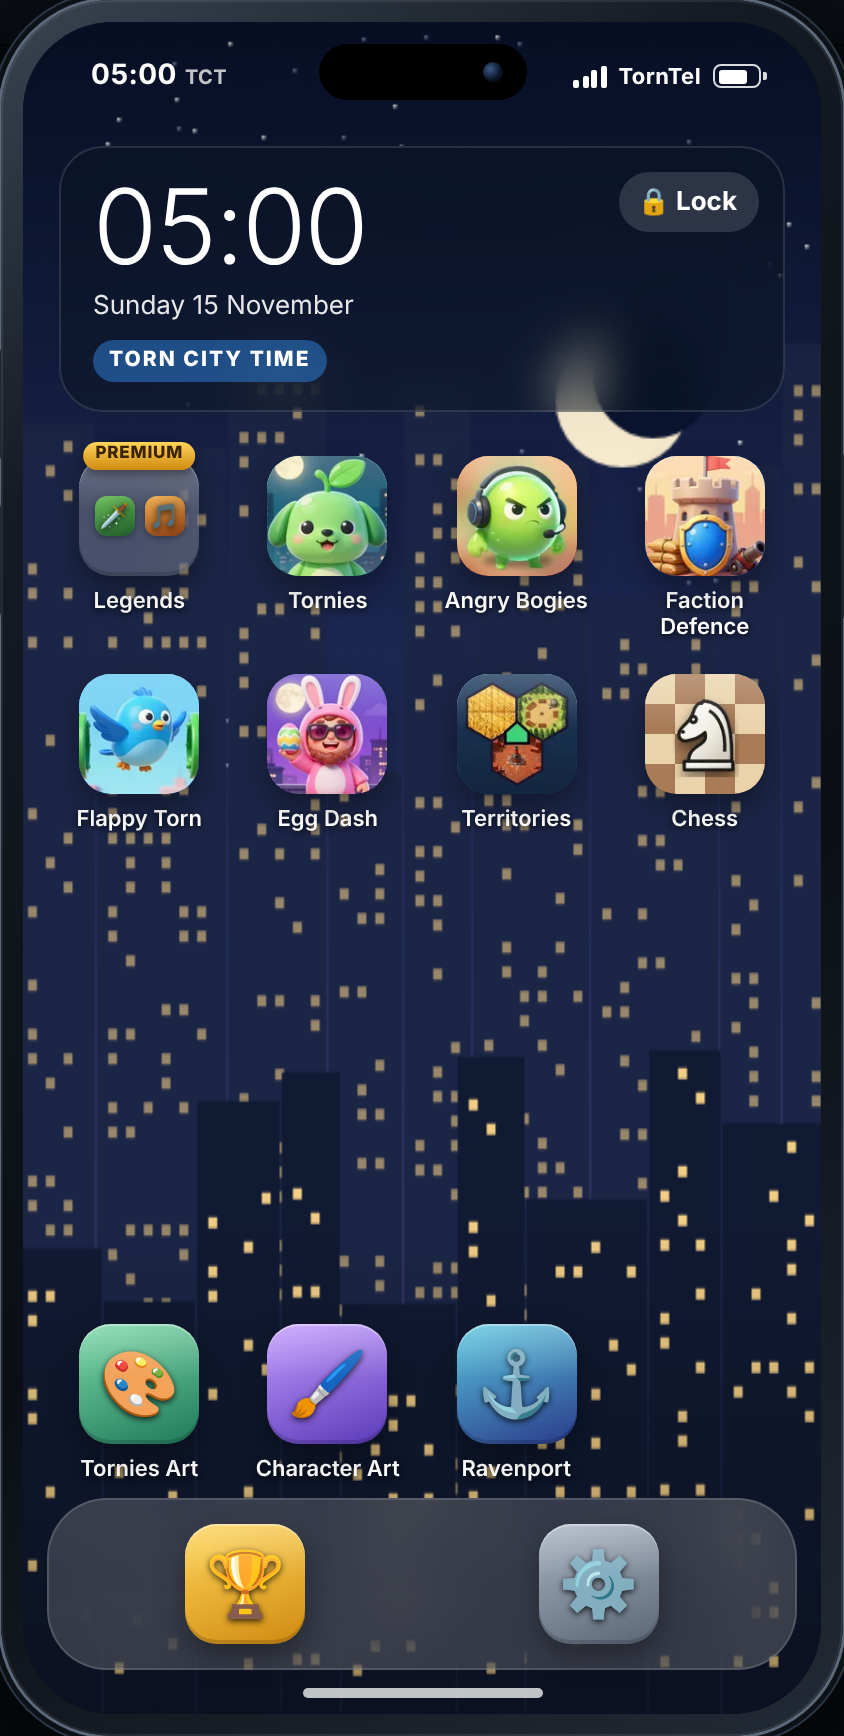 05:00 TCT
TornTel
05:00
🔒 Lock
Sunday 15 November
TORN CITY TIME
PREMIUM
Legends
Tornies
Angry Bogies
Faction
Defence
Flappy Torn
Egg Dash
Territories
Chess
Tornies Art
Character Art
Ravenport